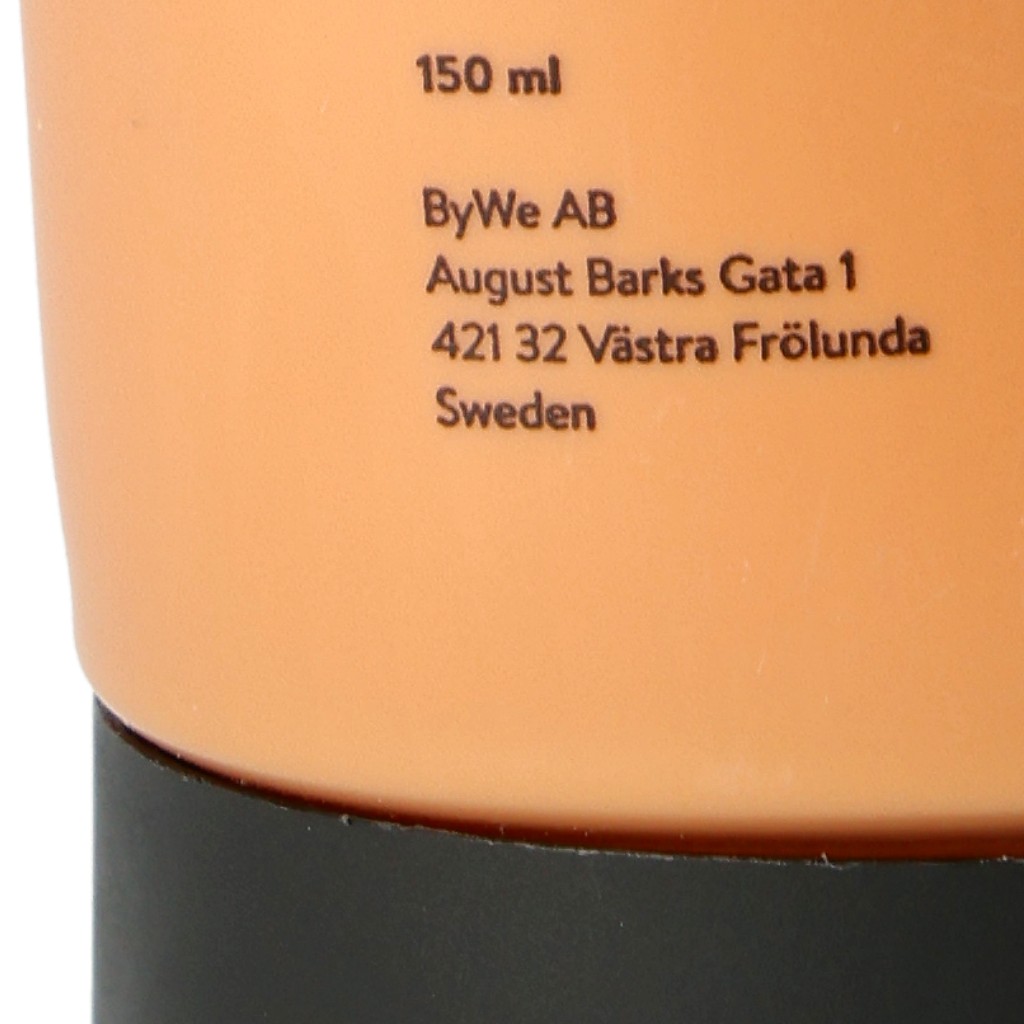 150 ml
ByWe AB
August Barks Gata 1
421 32 Västra Frölunda
Sweden